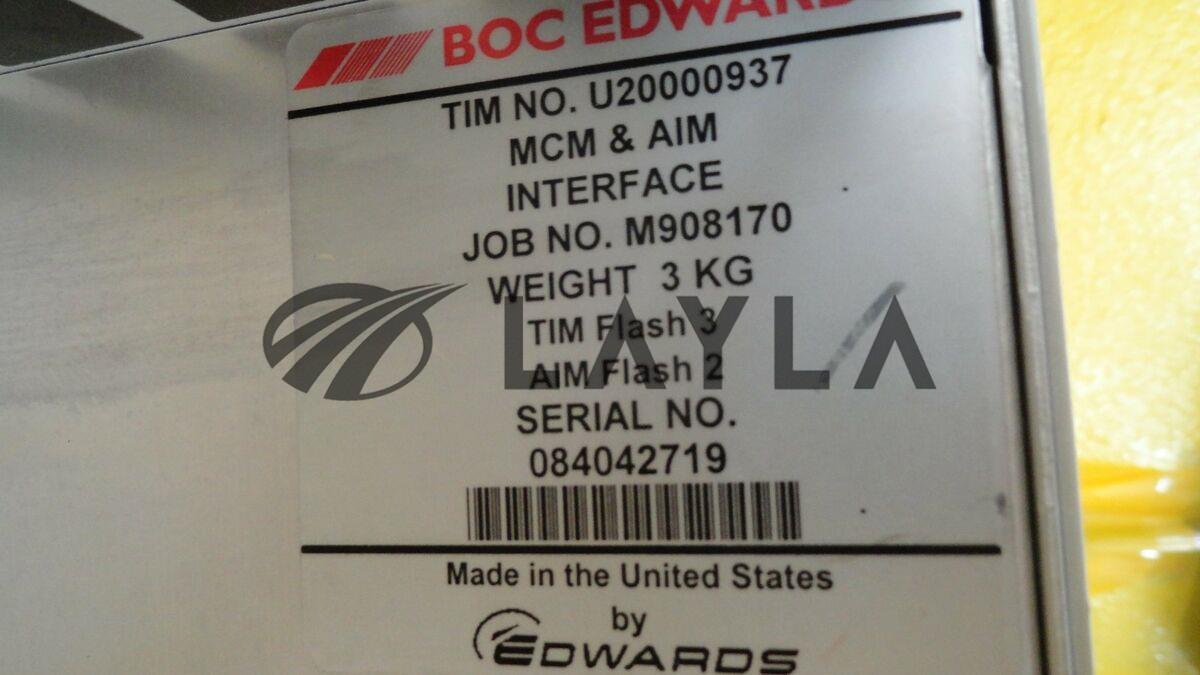 BOC EDWARDS
TIM NO. U20000937
MCM & AIM
INTERFACE
JOB NO. M908170
WEIGHT 3 KG
TIM Flash 3
AIM Flash 2
LAYLA
SERIAL NO.
084042719
Made in the United States
by
EDWARDS